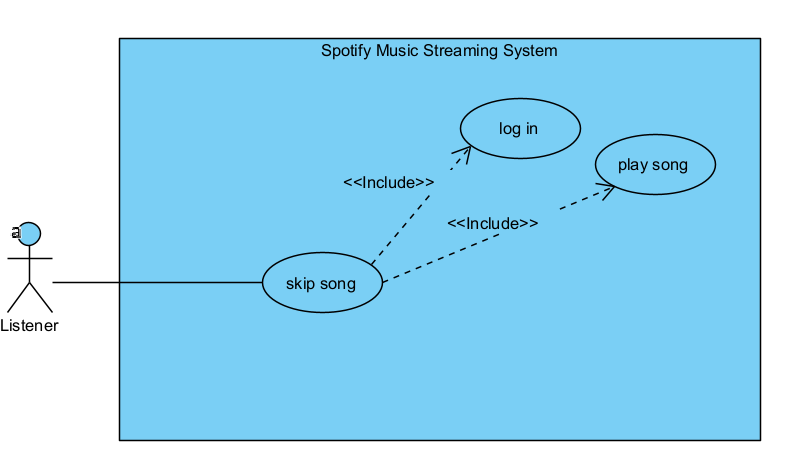 Spotify Music Streaming System
log in
play song
<<Include>>
<<Include>>
skip song
Listener